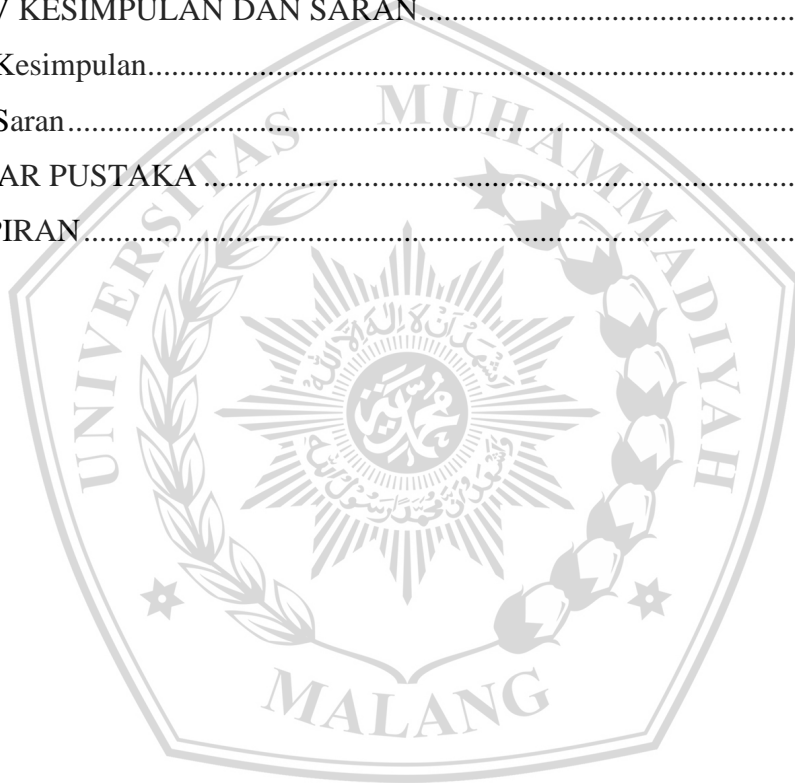 KESIMPULAN DAN SARAN
Kesimpulan
Saran
AR PUSTAKA
PIRAN
UNIVERSITAS MUHAMMADIYAH
MALANG